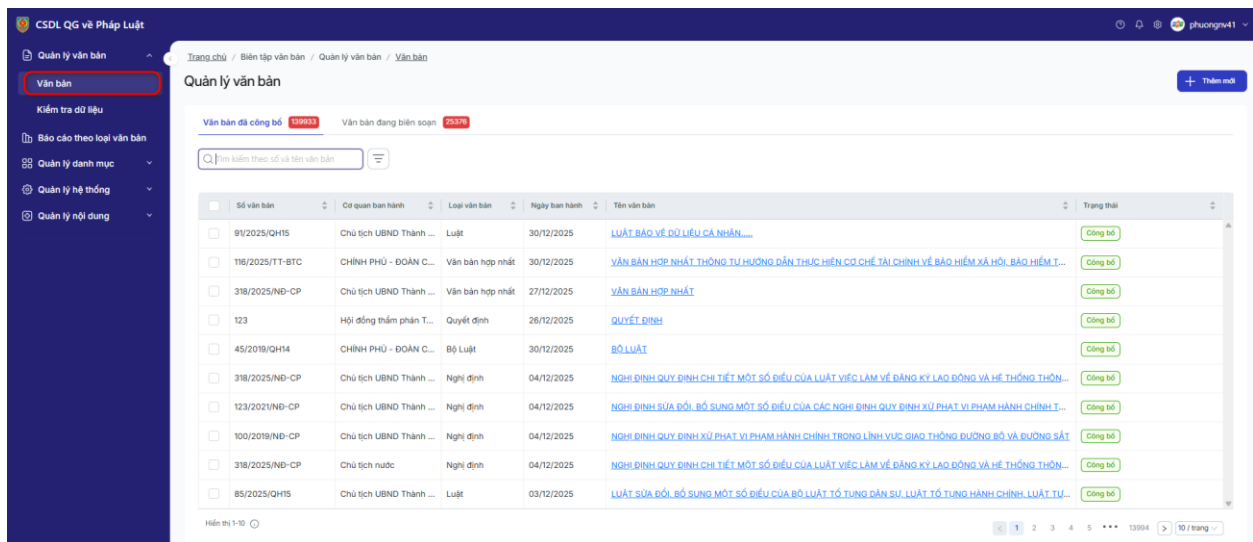 CSDL QG về Pháp Luật
phuongnv41
Quản lý văn bản
Văn bản
Kiểm tra dữ liệu
Báo cáo theo loại văn bản
Quản lý danh mục
Quản lý hệ thống
Quản lý nội dung
Trang chủ / Biên tập văn bản / Quản lý văn bản / Văn bản
Quản lý văn bản
Thêm mới
Văn bản đã công bố 139933 Văn bản đang biên soạn 25376
Tìm kiếm theo số và tên văn bản
Số văn bản Cơ quan ban hành Loại văn bản Ngày ban hành Tên văn bản Trạng thái
91/2025/QH15 Chủ tịch UBND Thành ... Luật 30/12/2025 LUẬT BẢO VỆ DỮ LIỆU CÁ NHÂN..... Công bố
116/2025/TT-BTC CHÍNH PHỦ - ĐOÀN C... Văn bản hợp nhất 30/12/2025 VĂN BẢN HỢP NHẤT THÔNG TƯ HƯỚNG DẪN THỰC HIỆN CƠ CHẾ TÀI CHÍNH VỀ BẢO HIỂM XÃ HỘI, BẢO HIỂM T... Công bố
318/2025/NĐ-CP Chủ tịch UBND Thành ... Văn bản hợp nhất 27/12/2025 VĂN BẢN HỢP NHẤT Công bố
123 Hội đồng thẩm phán T... Quyết định 26/12/2025 QUYẾT ĐỊNH Công bố
45/2019/QH14 CHÍNH PHỦ - ĐOÀN C... Bộ Luật 30/12/2025 BỘ LUẬT Công bố
318/2025/NĐ-CP Chủ tịch UBND Thành ... Nghị định 04/12/2025 NGHỊ ĐỊNH QUY ĐỊNH CHI TIẾT MỘT SỐ ĐIỀU CỦA LUẬT VIỆC LÀM VỀ ĐĂNG KÝ LAO ĐỘNG VÀ HỆ THỐNG THÔN... Công bố
123/2021/NĐ-CP Chủ tịch UBND Thành ... Nghị định 04/12/2025 NGHỊ ĐỊNH SỬA ĐỔI, BỔ SUNG MỘT SỐ ĐIỀU CỦA CÁC NGHỊ ĐỊNH QUY ĐỊNH XỬ PHẠT VI PHẠM HÀNH CHÍNH T... Công bố
100/2019/NĐ-CP Chủ tịch UBND Thành ... Nghị định 04/12/2025 NGHỊ ĐỊNH QUY ĐỊNH XỬ PHẠT VI PHẠM HÀNH CHÍNH TRONG LĨNH VỰC GIAO THÔNG ĐƯỜNG BỘ VÀ ĐƯỜNG SẮT Công bố
318/2025/NĐ-CP Chủ tịch nước Nghị định 04/12/2025 NGHỊ ĐỊNH QUY ĐỊNH CHI TIẾT MỘT SỐ ĐIỀU CỦA LUẬT VIỆC LÀM VỀ ĐĂNG KÝ LAO ĐỘNG VÀ HỆ THỐNG THÔN... Công bố
85/2025/QH15 Chủ tịch UBND Thành ... Luật 03/12/2025 LUẬT SỬA ĐỔI, BỔ SUNG MỘT SỐ ĐIỀU CỦA BỘ LUẬT TỐ TỤNG DÂN SỰ, LUẬT TỐ TỤNG HÀNH CHÍNH, LUẬT TƯ... Công bố
Hiển thị 1-10
< 1 2 3 4 5 ••• 13994 > 10 / trang